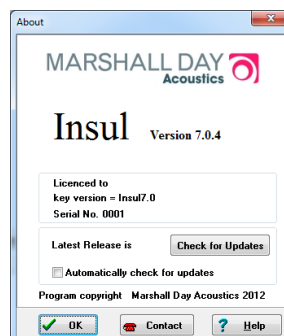 About
MARSHALL DAY
Acoustics
Insul Version 7.0.4
Licenced to
key version = Insul7.0
Serial No. 0001
Latest Release is Check for Updates
Automatically check for updates
Program copyright Marshall Day Acoustics 2012
OK Contact ? Help